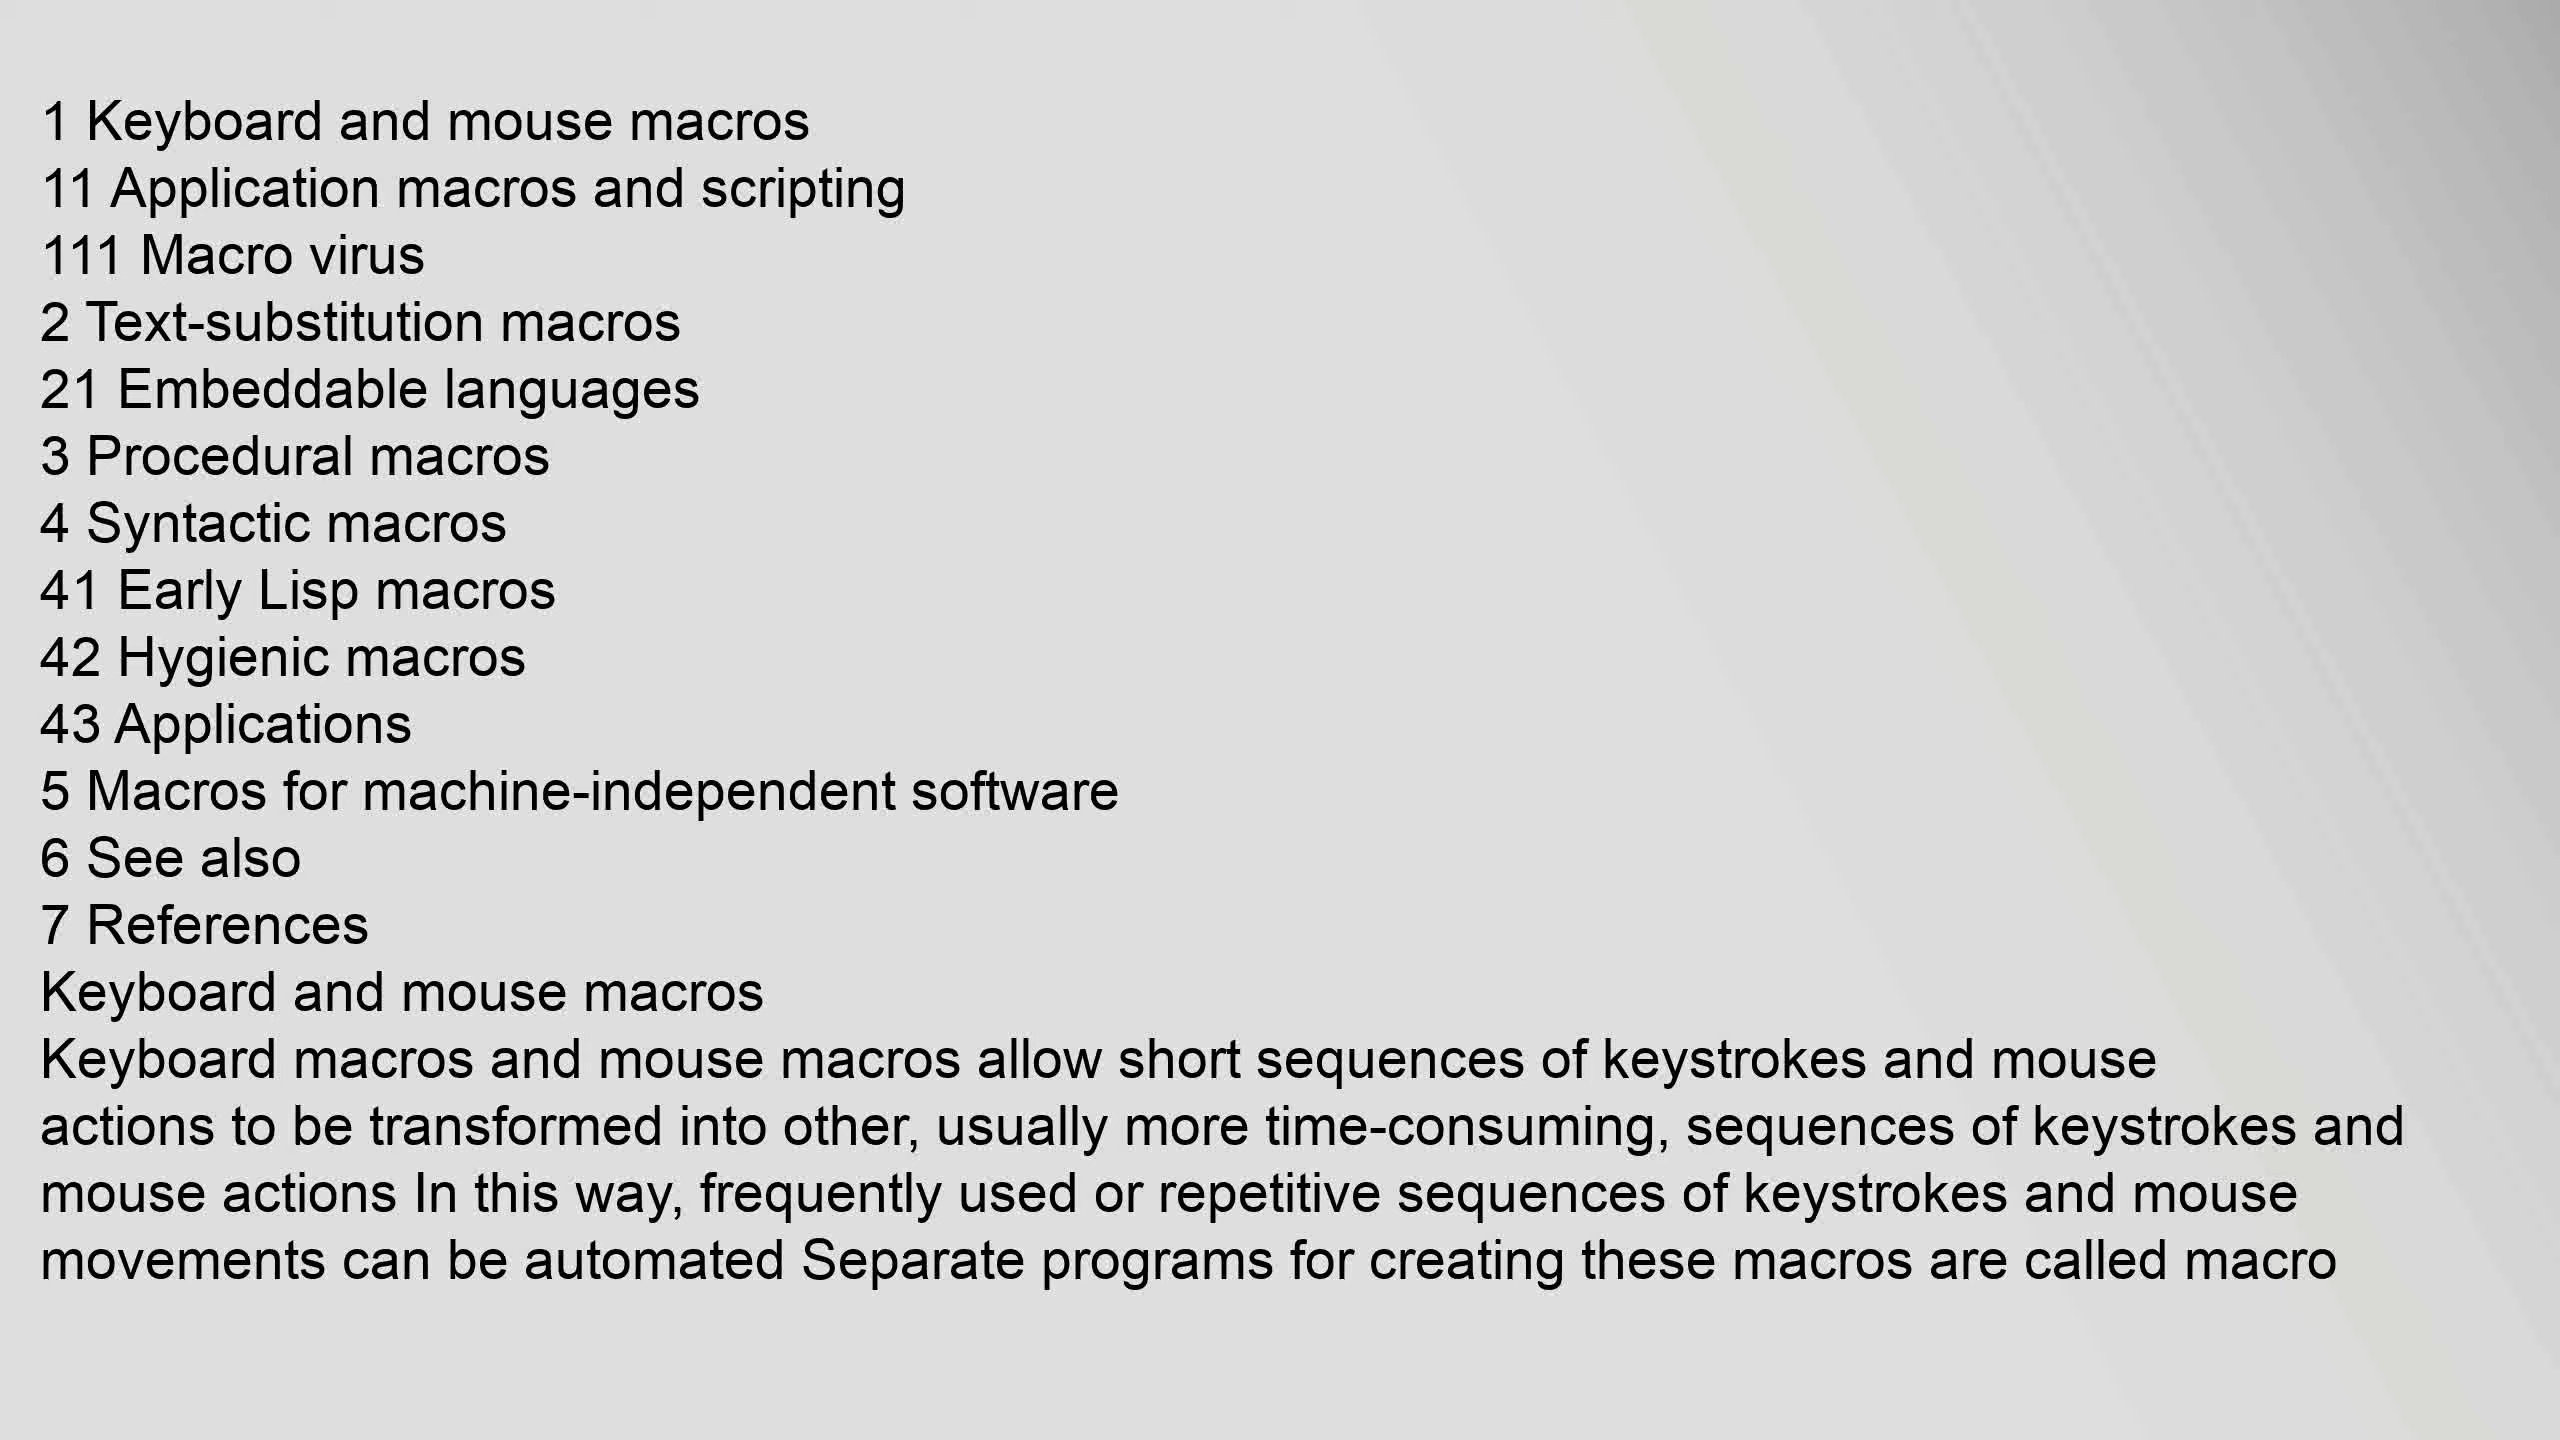 1 Keyboard and mouse macros
11 Application macros and scripting
111 Macro virus
2 Text-substitution macros
21 Embeddable languages
3 Procedural macros
4 Syntactic macros
41 Early Lisp macros
42 Hygienic macros
43 Applications
5 Macros for machine-independent software
6 See also
7 References
Keyboard and mouse macros
Keyboard macros and mouse macros allow short sequences of keystrokes and mouse
actions to be transformed into other, usually more time-consuming, sequences of keystrokes and
mouse actions In this way, frequently used or repetitive sequences of keystrokes and mouse
movements can be automated Separate programs for creating these macros are called macro